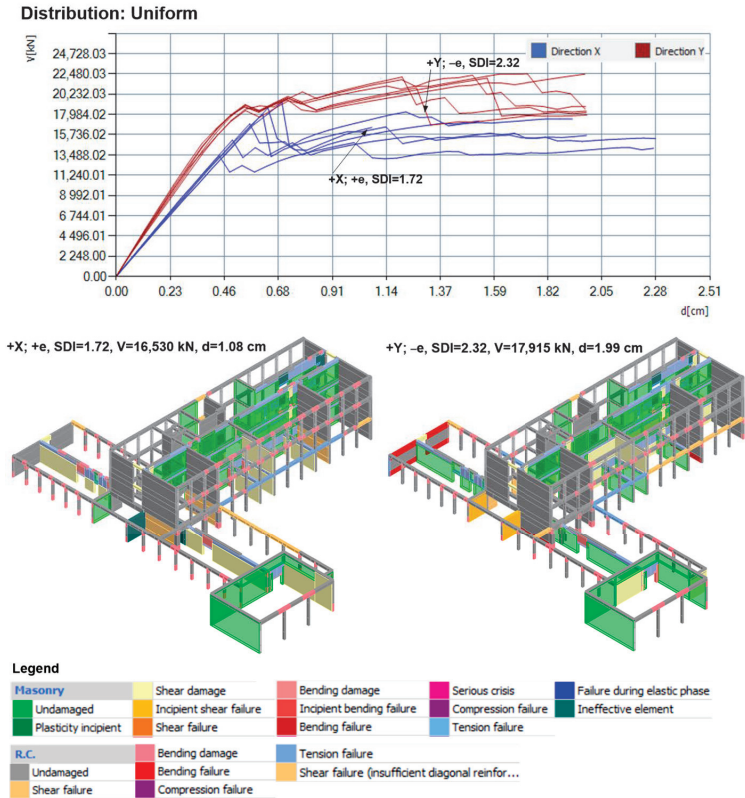 Distribution: Uniform
V[kN]
Direction X
Direction Y
24,728.03
22,480.03
20,232.03
17,984.02
15,736.02
13,488.02
11,240.01
8,992.01
6,744.01
4,496.01
2,248.00
0.00
+Y; –e, SDI=2.32
+X; +e, SDI=1.72
0.00 0.23 0.46 0.68 0.91 1.14 1.37 1.59 1.82 2.05 2.28 2.51
d[cm]
+X; +e, SDI=1.72, V=16,530 kN, d=1.08 cm
+Y; –e, SDI=2.32, V=17,915 kN, d=1.99 cm
Legend
Masonry
Undamaged
Plasticity incipient
Shear damage
Incipient shear failure
Shear failure
Bending damage
Incipient bending failure
Bending failure
Serious crisis
Compression failure
Tension failure
Failure during elastic phase
Ineffective element
R.C.
Undamaged
Shear failure
Bending damage
Bending failure
Compression failure
Tension failure
Shear failure (insufficient diagonal reinfor...